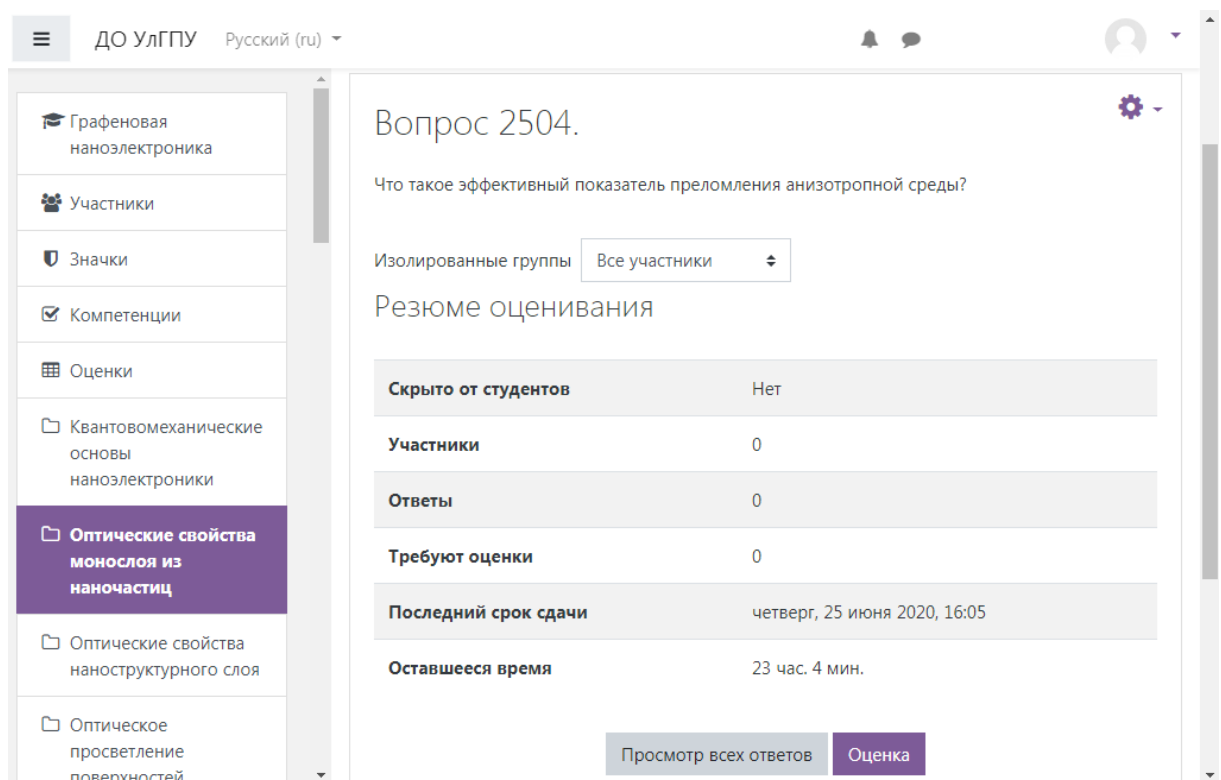 ДО УлГПУ Русский (ru)
Графеновая
наноэлектроника
Участники
Значки
Компетенции
Оценки
Квантовомеханические
основы
наноэлектроники
Оптические свойства
монослоя из
наночастиц
Оптические свойства
наноструктурного слоя
Оптическое
просветление
поверхностей
Вопрос 2504.
Что такое эффективный показатель преломления анизотропной среды?
Изолированные группы Все участники
Резюме оценивания
Скрыто от студентов Нет
Участники 0
Ответы 0
Требуют оценки 0
Последний срок сдачи четверг, 25 июня 2020, 16:05
Оставшееся время 23 час. 4 мин.
Просмотр всех ответов Оценка